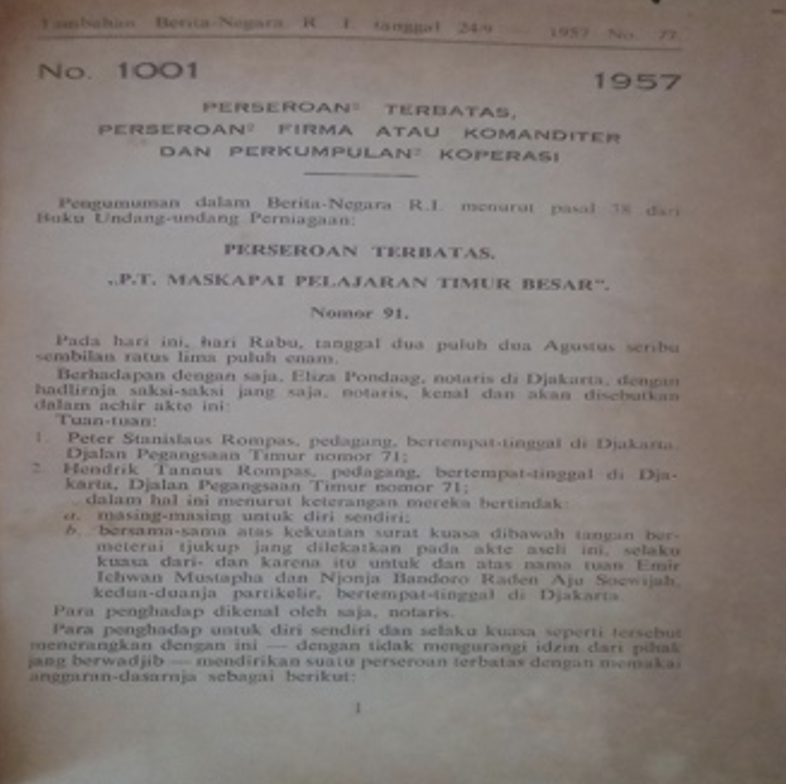 Tambahan Berita-Negara R. I. tanggal 24/9 — 1957 No. 77
No. 1001 1957
PERSEROAN² TERBATAS,
PERSEROAN² FIRMA ATAU KOMANDITER
DAN PERKUMPULAN² KOPERASI
Pengumuman dalam Berita-Negara R.I. menurut pasal 38 dari
Buku Undang-undang Perniagaan:
PERSEROAN TERBATAS.
„P.T. MASKAPAI PELAJARAN TIMUR BESAR”.
Nomor 91.
Pada hari ini, hari Rabu, tanggal dua puluh dua Agustus seribu
sembilan ratus lima puluh enam.
Berhadapan dengan saja, Eliza Pondaag, notaris di Djakarta, dengan
hadlirnja saksi-saksi jang saja, notaris, kenal dan akan disebutkan
dalam achir akte ini:
Tuan-tuan:
1. Peter Stanislaus Rompas, pedagang, bertempat-tinggal di Djakarta,
Djalan Pegangsaan Timur nomor 71;
2. Hendrik Tannus Rompas, pedagang, bertempat-tinggal di Dja-
karta, Djalan Pegangsaan Timur nomor 71;
dalam hal ini menurut keterangan mereka bertindak:
a. masing-masing untuk diri sendiri;
b. bersama-sama atas kekuatan surat kuasa dibawah tangan ber-
meterai tjukup jang dilekatkan pada akte aseli ini, selaku
kuasa dari- dan karena itu untuk dan atas nama tuan Emir
Ichwan Mustapha dan Njonja Bandoro Raden Aju Soewijah,
kedua-duanja partikelir, bertempat-tinggal di Djakarta.
Para penghadap dikenal oleh saja, notaris.
Para penghadap untuk diri sendiri dan selaku kuasa seperti tersebut
menerangkan dengan ini — dengan tidak mengurangi idzin dari pihak
jang berwadjib — mendirikan suatu perseroan terbatas dengan memakai
anggaran-dasarnja sebagai berikut:
1